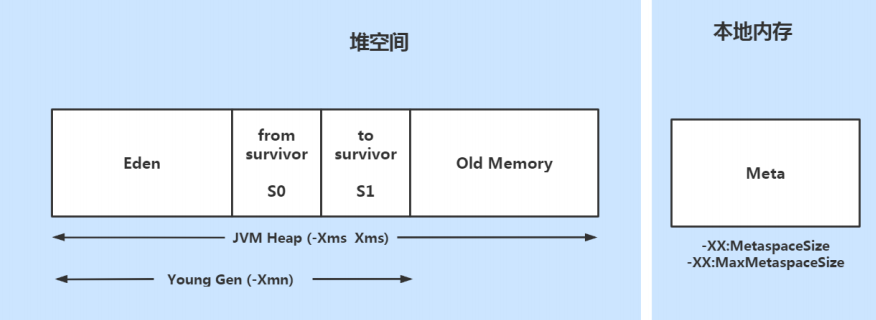 堆空间
本地内存
Eden
from
survivor
S0
to
survivor
S1
Old Memory
Meta
JVM Heap (-Xms  Xms)
Young Gen (-Xmn)
-XX:MetaspaceSize
-XX:MaxMetaspaceSize